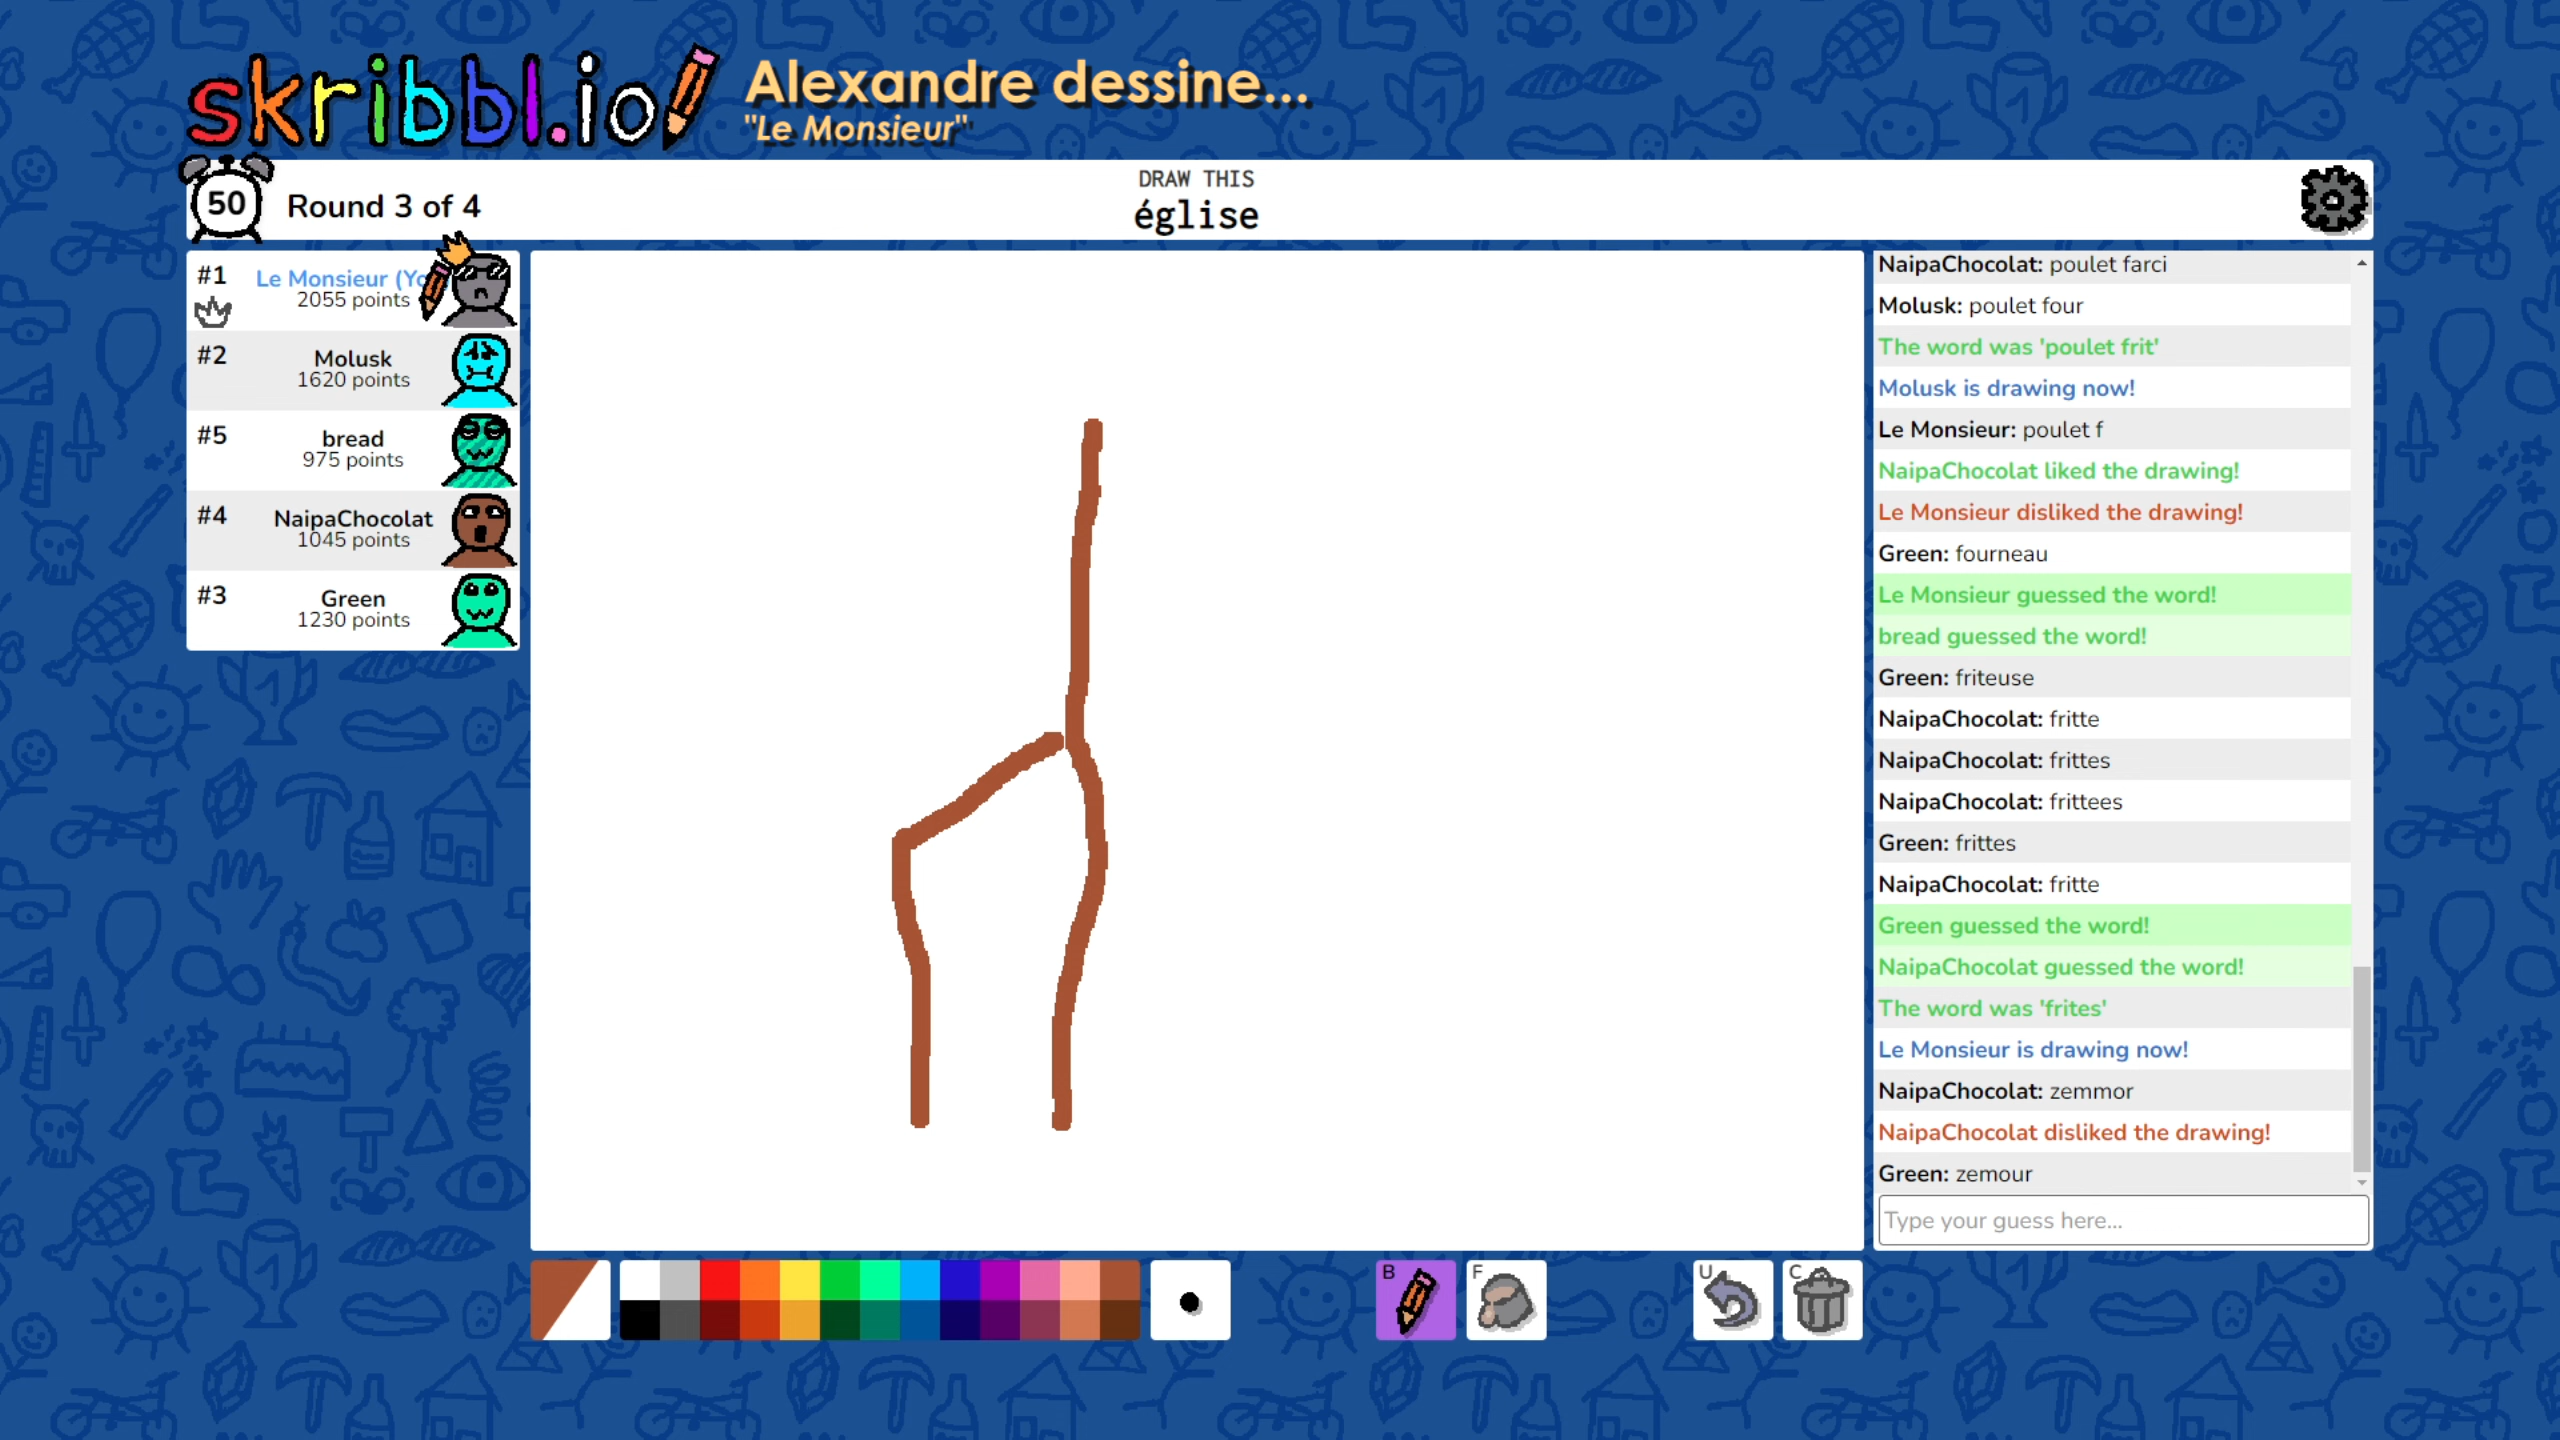 skribbl.io
Alexandre dessine...
"Le Monsieur"
50
Round 3 of 4
DRAW THIS
église
#1
Le Monsieur (Yo
2055 points
#2
Molusk
1620 points
#5
bread
975 points
#4
NaipaChocolat
1045 points
#3
Green
1230 points
NaipaChocolat: poulet farci
Molusk: poulet four
The word was 'poulet frit'
Molusk is drawing now!
Le Monsieur: poulet f
NaipaChocolat liked the drawing!
Le Monsieur disliked the drawing!
Green: fourneau
Le Monsieur guessed the word!
bread guessed the word!
Green: friteuse
NaipaChocolat: fritte
NaipaChocolat: frittes
NaipaChocolat: frittees
Green: frittes
NaipaChocolat: fritte
Green guessed the word!
NaipaChocolat guessed the word!
The word was 'frites'
Le Monsieur is drawing now!
NaipaChocolat: zemmor
NaipaChocolat disliked the drawing!
Green: zemour
Type your guess here...
B
F
U
C